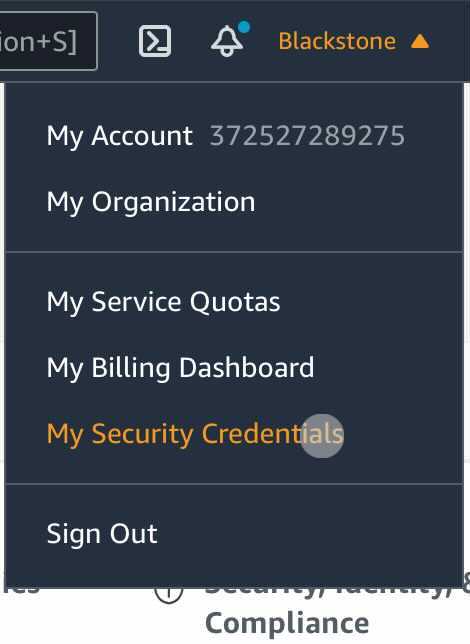 ion+S]
Blackstone
My Account 372527289275
My Organization
My Service Quotas
My Billing Dashboard
My Security Credentials
Sign Out
Security, Identity, &
Compliance